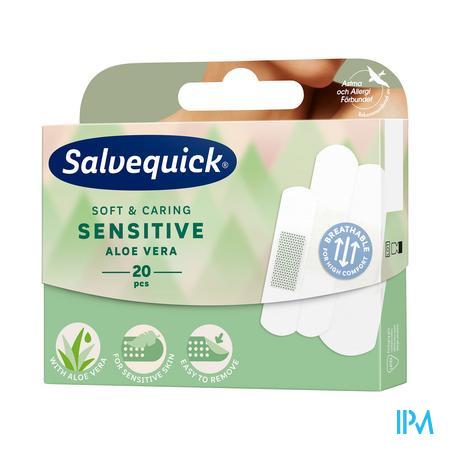 Astma
och Allergi
Förbundet
Salvequick®
SOFT & CARING
SENSITIVE
ALOE VERA
20
pcs
BREATHABLE
FOR HIGH COMFORT
WITH ALOE VERA
FOR SENSITIVE SKIN
EASY TO REMOVE
IPM